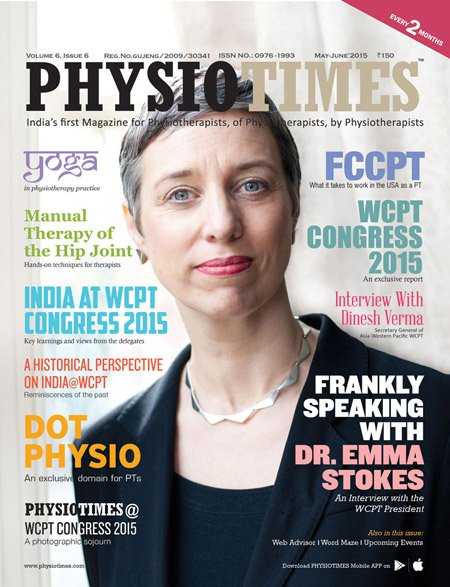 EVERY 2 MONTHS
VOLUME 6, ISSUE 6 REG.NO.GUJENG/2009/30341 ISSN NO.: 0976-1993 MAY-JUNE'2015 ₹150
PHYSIOTIMES™
India's first Magazine for Physiotherapists, of Physiotherapists, by Physiotherapists
yoga
in physiotherapy practice
Manual
Therapy of
the Hip Joint
Hands-on techniques for therapists
INDIA AT WCPT
CONGRESS 2015
Key learnings and views from the delegates
A HISTORICAL PERSPECTIVE
ON INDIA@WCPT
Reminiscences of the past
DOT
PHYSIO
An exclusive domain for PTs
PHYSIOTIMES@
WCPT CONGRESS 2015
A photographic sojourn
www.physiotimes.com
FCCPT
What it takes to work in the USA as a PT
WCPT
CONGRESS
2015
An exclusive report
Interview With
Dinesh Verma
Secretary General of
Asia-Western Pacific WCPT
FRANKLY
SPEAKING
WITH
DR. EMMA
STOKES
An Interview with the
WCPT President
Also in this issue:
Web Advisor I Word Maze I Upcoming Events
Download PHYSIOTIMES Mobile APP on